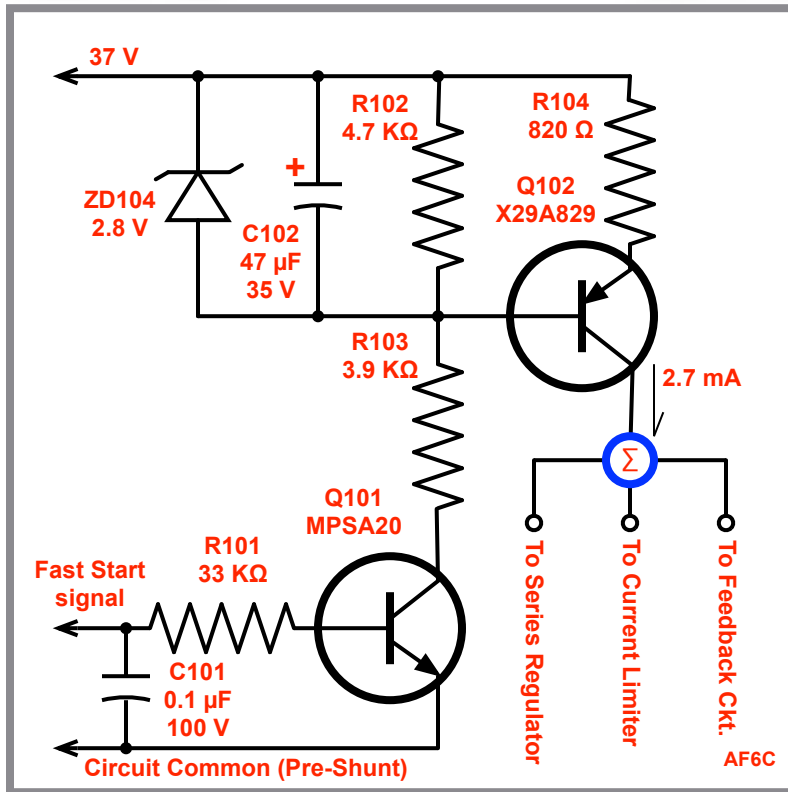 37 V
R102
4.7 KΩ
R104
820 Ω
Q102
X29A829
ZD104
2.8 V
+
C102
47 µF
35 V
R103
3.9 KΩ
2.7 mA
Σ
Q101
MPSA20
R101
33 KΩ
Fast Start
signal
C101
0.1 µF
100 V
Circuit Common (Pre-Shunt)
To Series Regulator
To Current Limiter
To Feedback Ckt.
AF6C